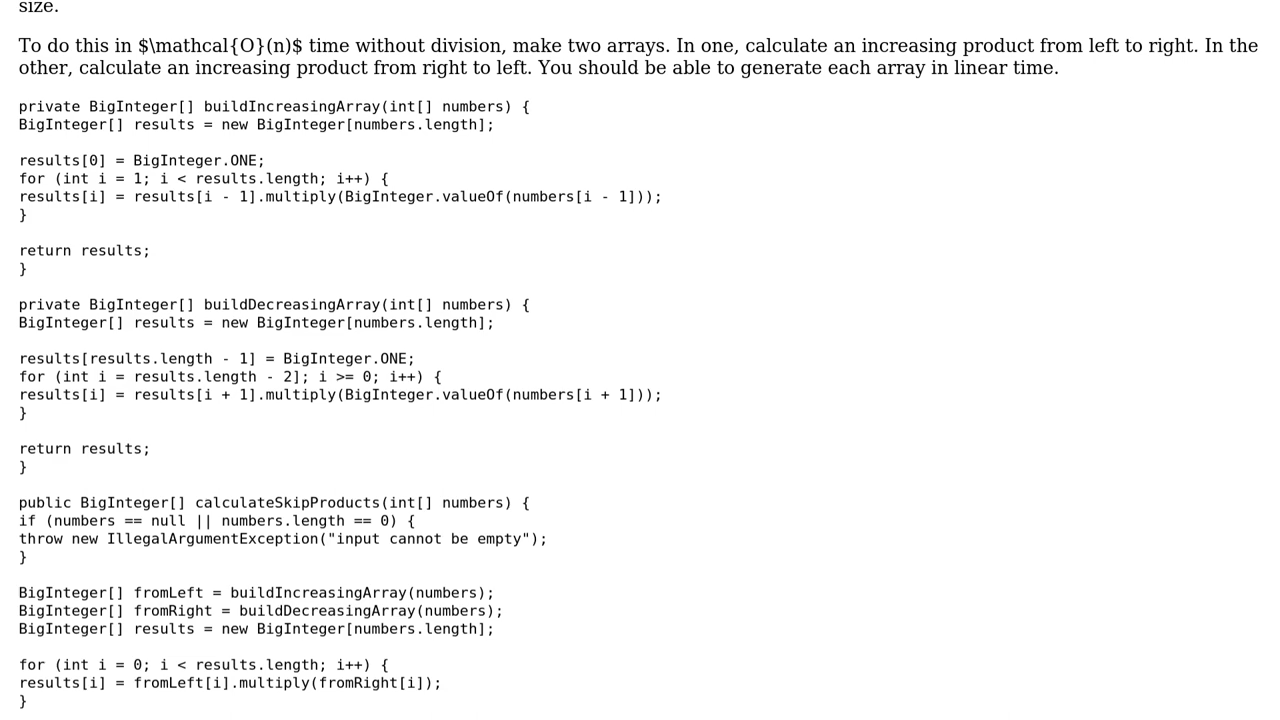 size.
To do this in $\mathcal{O}(n)$ time without division, make two arrays. In one, calculate an increasing product from left to right. In the
other, calculate an increasing product from right to left. You should be able to generate each array in linear time.
private BigInteger[] buildIncreasingArray(int[] numbers) {
BigInteger[] results = new BigInteger[numbers.length];
results[0] = BigInteger.ONE;
for (int i = 1; i < results.length; i++) {
results[i] = results[i - 1].multiply(BigInteger.valueOf(numbers[i - 1]));
}
return results;
}
private BigInteger[] buildDecreasingArray(int[] numbers) {
BigInteger[] results = new BigInteger[numbers.length];
results[results.length - 1] = BigInteger.ONE;
for (int i = results.length - 2]; i >= 0; i++) {
results[i] = results[i + 1].multiply(BigInteger.valueOf(numbers[i + 1]));
}
return results;
}
public BigInteger[] calculateSkipProducts(int[] numbers) {
if (numbers == null || numbers.length == 0) {
throw new IllegalArgumentException("input cannot be empty");
}
BigInteger[] fromLeft = buildIncreasingArray(numbers);
BigInteger[] fromRight = buildDecreasingArray(numbers);
BigInteger[] results = new BigInteger[numbers.length];
for (int i = 0; i < results.length; i++) {
results[i] = fromLeft[i].multiply(fromRight[i]);
}